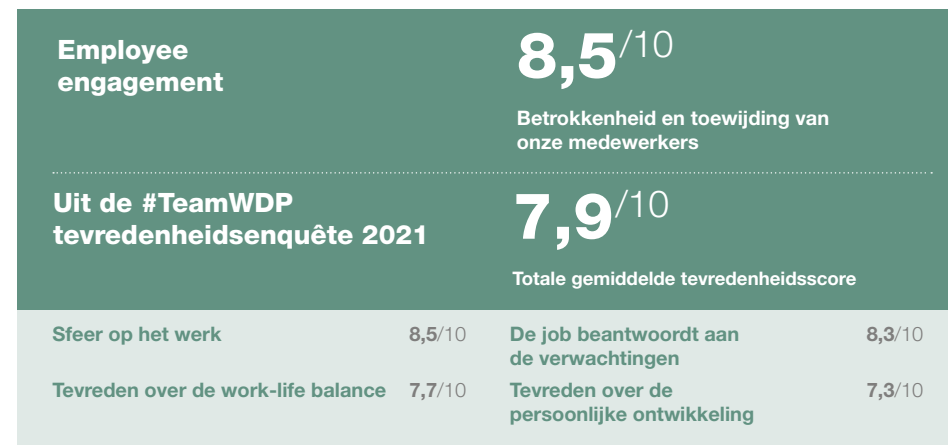 Employee
engagement
8,5/10
Betrokkenheid en toewijding van
onze medewerkers
Uit de #TeamWDP
tevredenheidsenquête 2021
7,9/10
Totale gemiddelde tevredenheidsscore
Sfeer op het werk 8,5/10
De job beantwoordt aan
de verwachtingen
8,3/10
Tevreden over de work-life balance 7,7/10
Tevreden over de
persoonlijke ontwikkeling
7,3/10